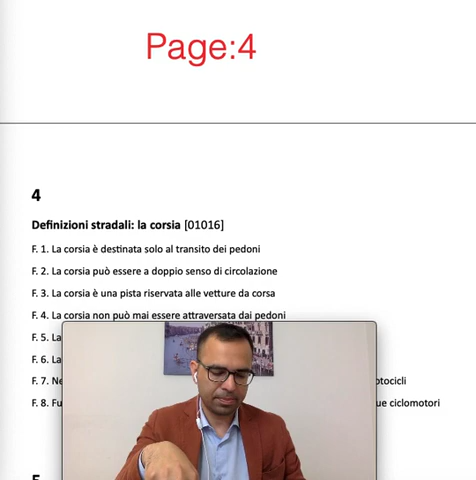 Page:4
4
Definizioni stradali: la corsia [01016]
F. 1. La corsia è destinata solo al transito dei pedoni
F. 2. La corsia può essere a doppio senso di circolazione
F. 3. La corsia è una pista riservata alle vetture da corsa
F. 4. La corsia non può mai essere attraversata dai pedoni
F. 5. La
F. 6. La
F. 7. Ne
F. 8. Fu ue ciclomotori